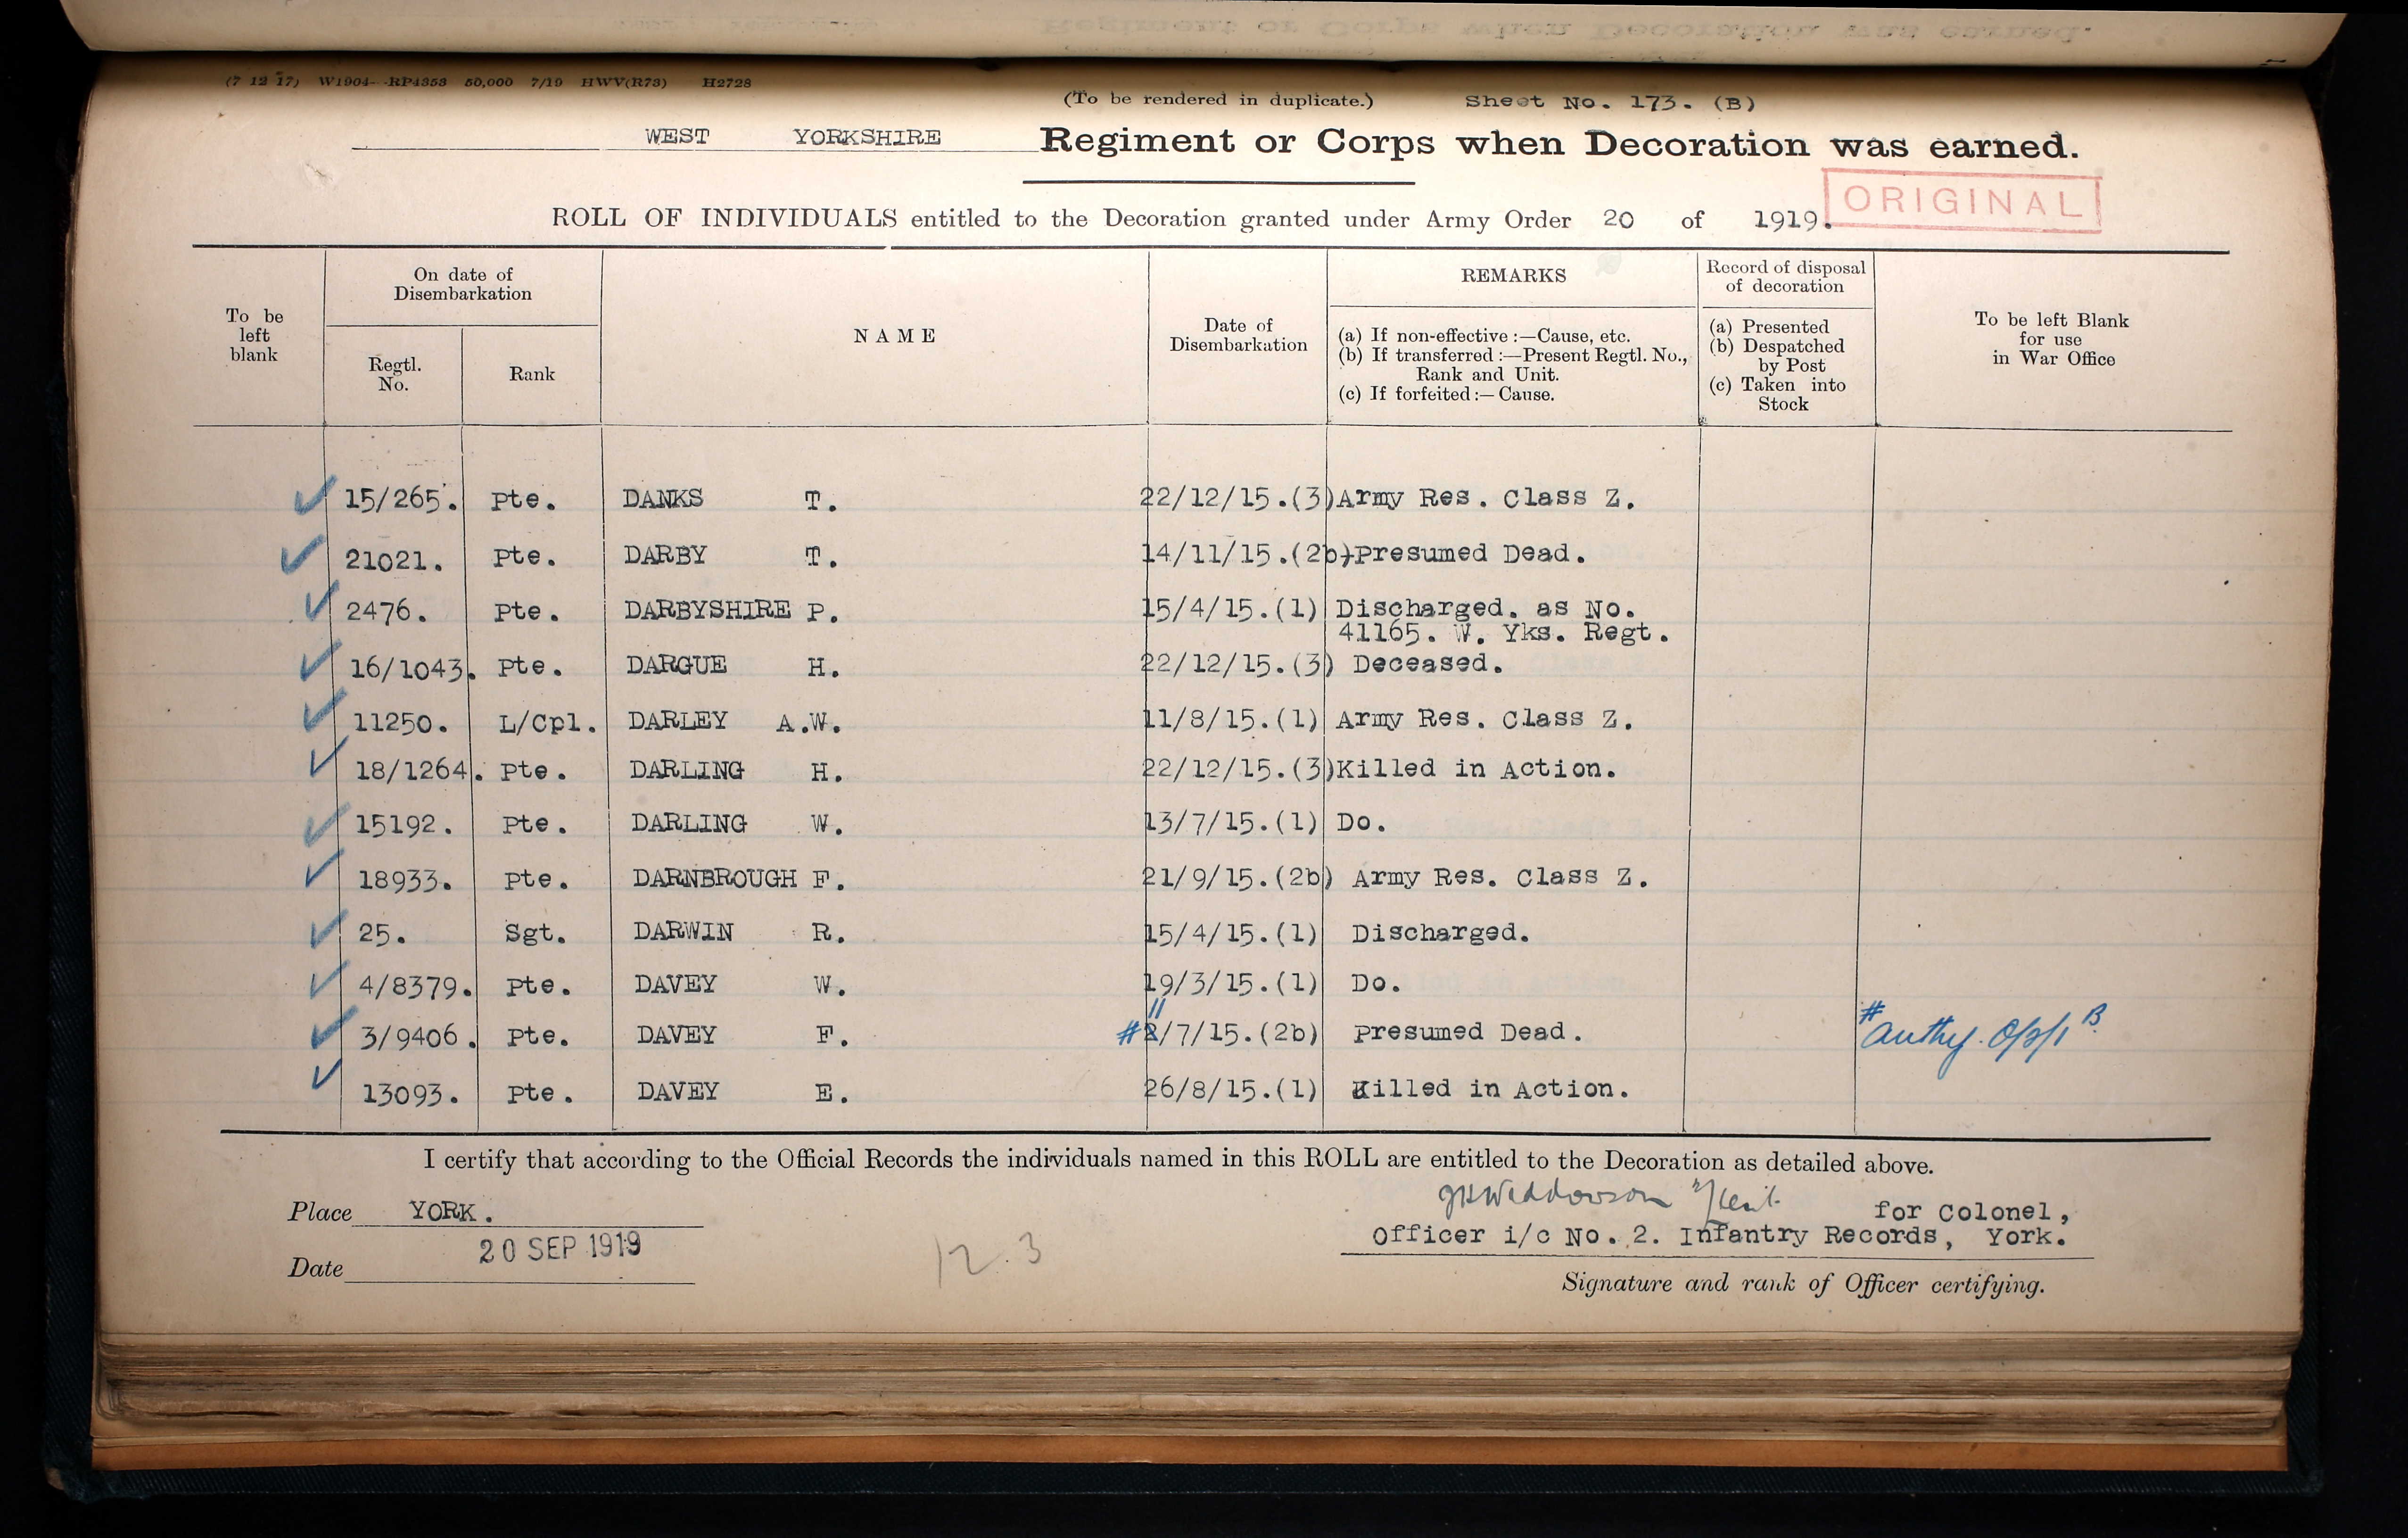 (7 12 17) W1904--RP4353 50,000 7/19 HWV(R73) H2728
(To be rendered in duplicate.) Sheet No. 173. (B)
WEST YORKSHIRE Regiment or Corps when Decoration was earned.
ORIGINAL
ROLL OF INDIVIDUALS entitled to the Decoration granted under Army Order 20 of 1919.
To be left blank
On date of Disembarkation
Regtl. No.
Rank
NAME
Date of Disembarkation
REMARKS
(a) If non-effective :—Cause, etc.
(b) If transferred :—Present Regtl. No., Rank and Unit.
(c) If forfeited :— Cause.
Record of disposal of decoration
(a) Presented
(b) Despatched by Post
(c) Taken into Stock
To be left Blank for use in War Office
15/265. Pte. DANKS T. 22/12/15.(3) Army Res. Class Z.
21021. Pte. DARBY T. 14/11/15.(2b) Presumed Dead.
2476. Pte. DARBYSHIRE P. 15/4/15.(1) Discharged. as No.
41165. W. Yks. Regt.
16/1043. Pte. DARGUE H. 22/12/15.(3) Deceased.
11250. L/Cpl. DARLEY A.W. 11/8/15.(1) Army Res. Class Z.
18/1264. Pte. DARLING H. 22/12/15.(3) Killed in Action.
15192. Pte. DARLING W. 13/7/15.(1) Do.
18933. Pte. DARNBROUGH F. 21/9/15.(2b) Army Res. Class Z.
25. Sgt. DARWIN R. 15/4/15.(1) Discharged.
4/8379. Pte. DAVEY W. 19/3/15.(1) Do.
11
3/9406. Pte. DAVEY F. #8/7/15.(2b) Presumed Dead. # Authy.
13093. Pte. DAVEY E. 26/8/15.(1) Killed in Action.
I certify that according to the Official Records the individuals named in this ROLL are entitled to the Decoration as detailed above.
Place YORK.
Date 20 SEP 1919
12.3
for Colonel,
Officer i/c No. 2. Infantry Records, York.
Signature and rank of Officer certifying.